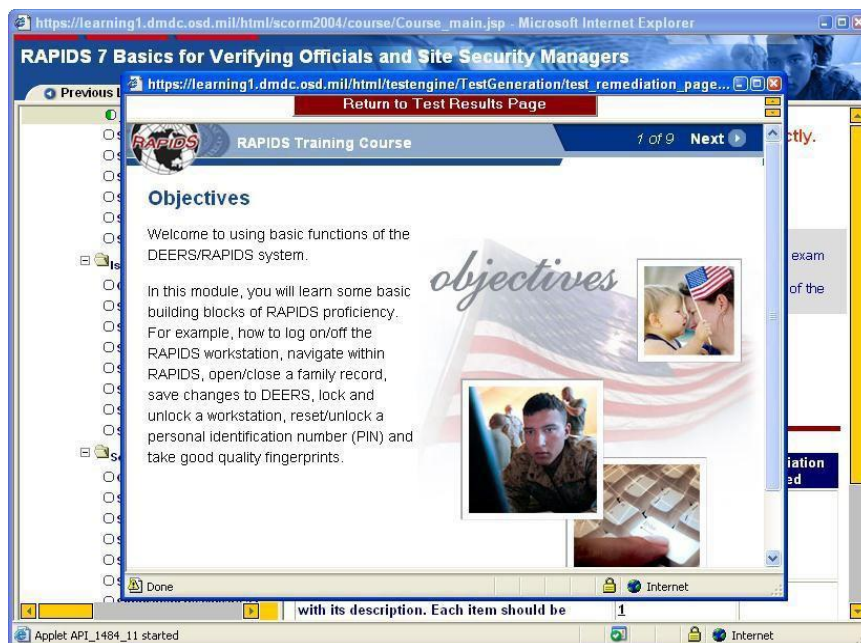 https://learning1.dmdc.osd.mil/html/scorm2004/course/Course_main.jsp - Microsoft Internet Explorer
RAPIDS 7 Basics for Verifying Officials and Site Security Managers
Previous
https://learning1.dmdc.osd.mil/html/testengine/TestGeneration/test_remediation_page...
Return to Test Results Page
RAPIDS
RAPIDS Training Course
1 of 9 Next
ctly.
Objectives
Welcome to using basic functions of the
DEERS/RAPIDS system.
In this module, you will learn some basic
building blocks of RAPIDS proficiency.
For example, how to log on/off the
RAPIDS workstation, navigate within
RAPIDS, open/close a family record,
save changes to DEERS, lock and
unlock a workstation, reset/unlock a
personal identification number (PIN) and
take good quality fingerprints.
objectives
exam
of the
iation
ed
Done
Internet
with its description. Each item should be 1
Applet API_1484_11 started
Internet